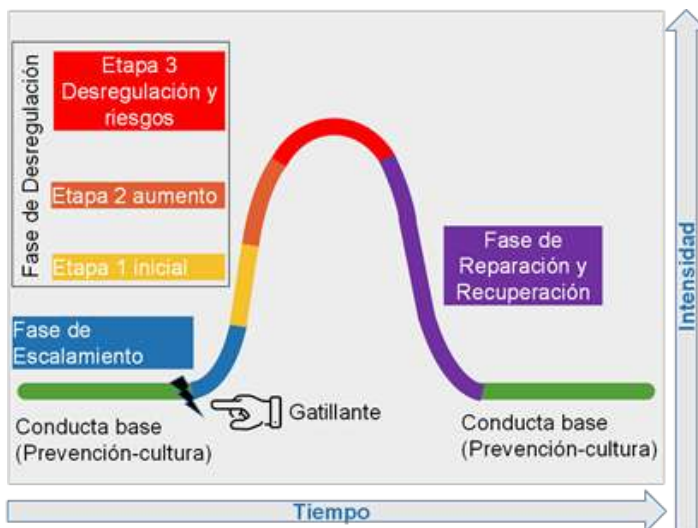 Fase de Desregulación
Etapa 3
Desregulación y
riesgos
Etapa 2 aumento
Etapa 1 inicial
Fase de
Escalamiento
Conducta base
(Prevención-cultura)
Gatillante
Fase de
Reparación y
Recuperación
Conducta base
(Prevención-cultura)
Tiempo
Intensidad